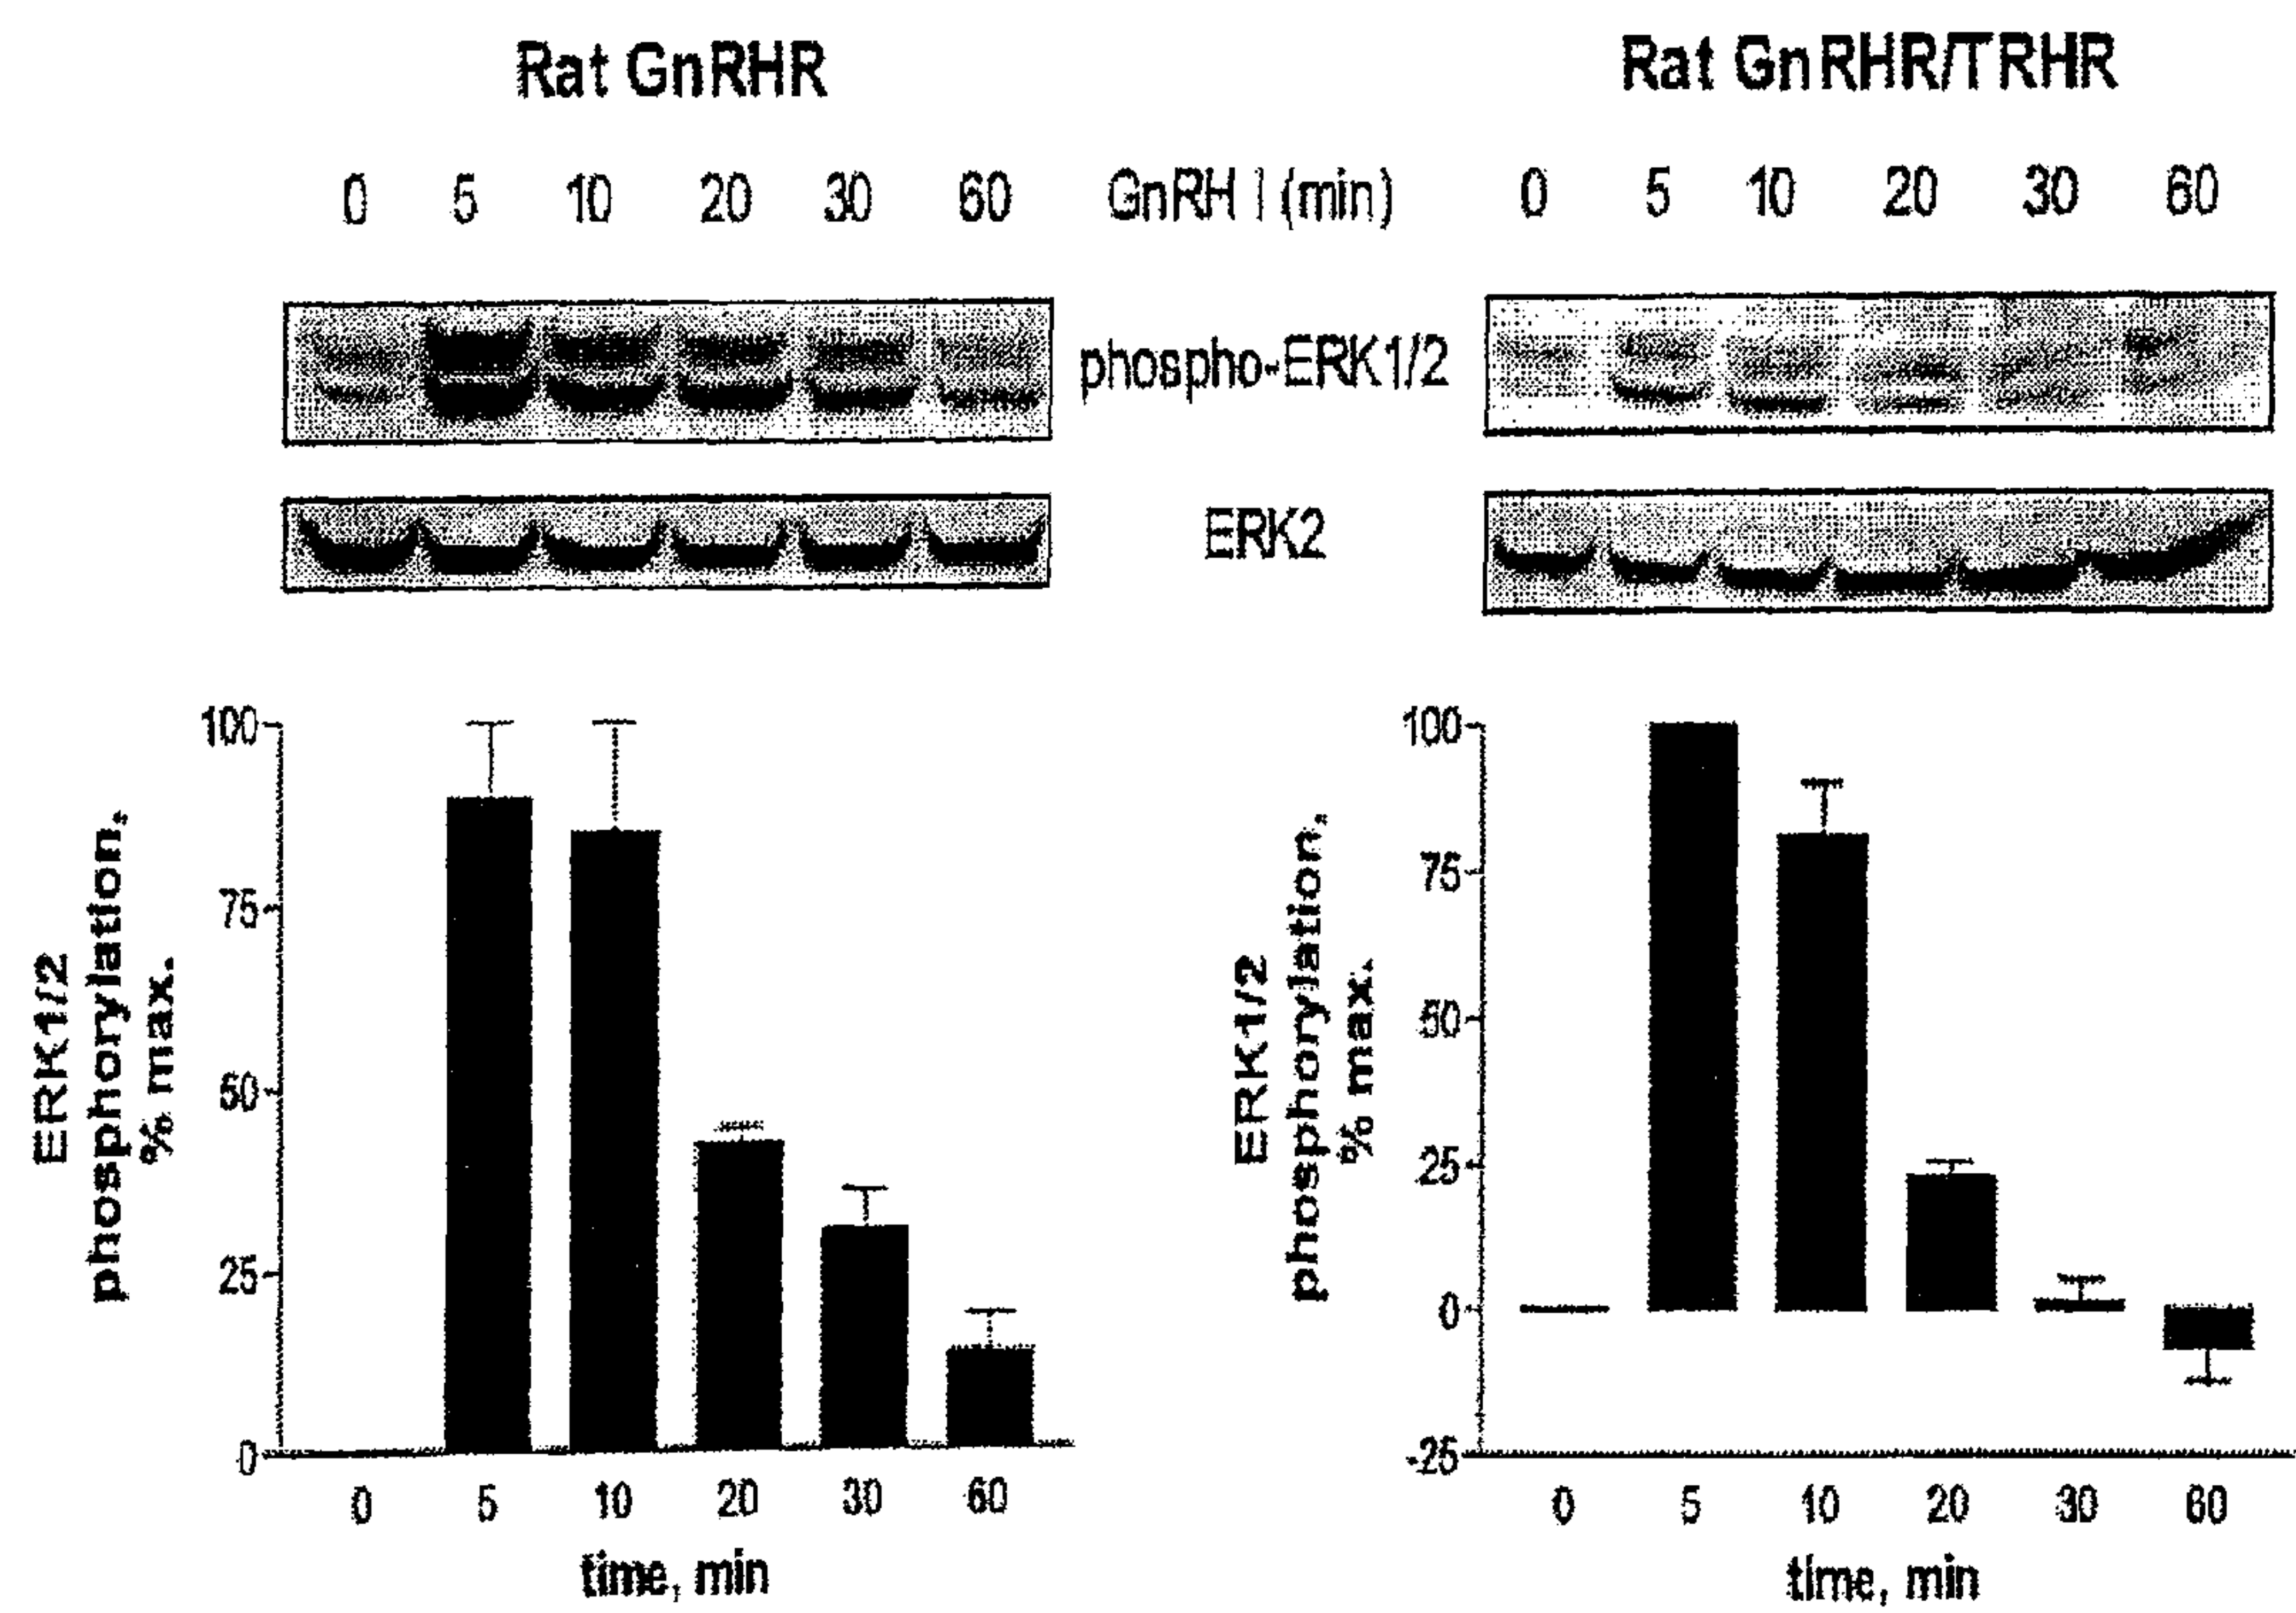 Rat GnRHR
Rat GnRHR/TRHR
0 5 10 20 30 60 GnRH I (min) 0 5 10 20 30 60
phospho-ERK1/2
ERK2
ERK1/2
phosphorylation,
% max.
100
75
50
25
0
0 5 10 20 30 60
time, min
ERK1/2
phosphorylation,
% max.
100
75
50
25
0
-25
0 5 10 20 30 60
time, min